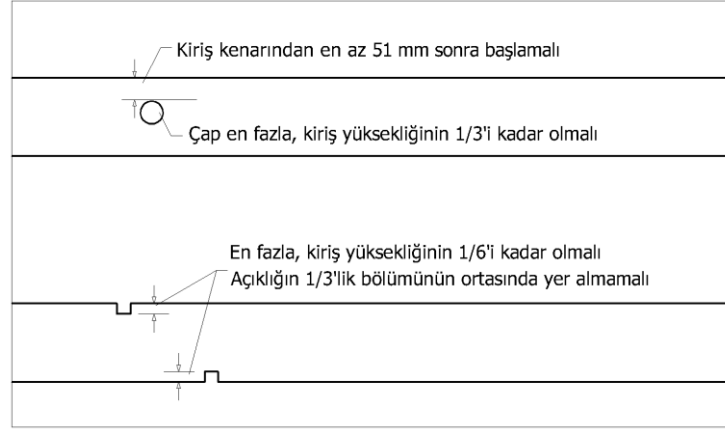 Kiriş kenarından en az 51 mm sonra başlamalı
Çap en fazla, kiriş yüksekliğinin 1/3'i kadar olmalı
En fazla, kiriş yüksekliğinin 1/6'i kadar olmalı
Açıklığın 1/3'lik bölümünün ortasında yer almamalı